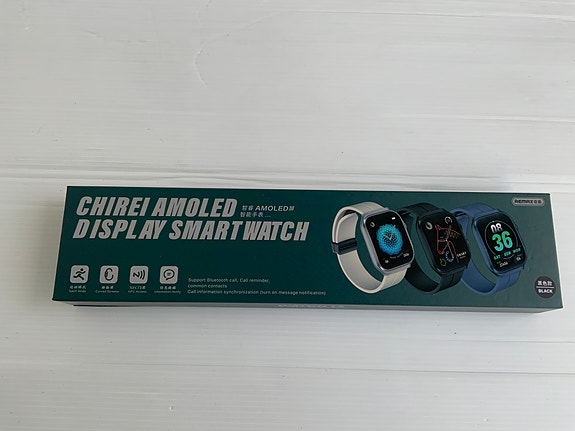 CHIREI AMOLED
智睿 AMOLED屏
智能手表
DISPLAY SMARTWATCH
REMAX
Support Bluetooth call, Call reminder,
common contacts
Call information synchronization (turn on message notification)
08
36
黑色款
BLACK